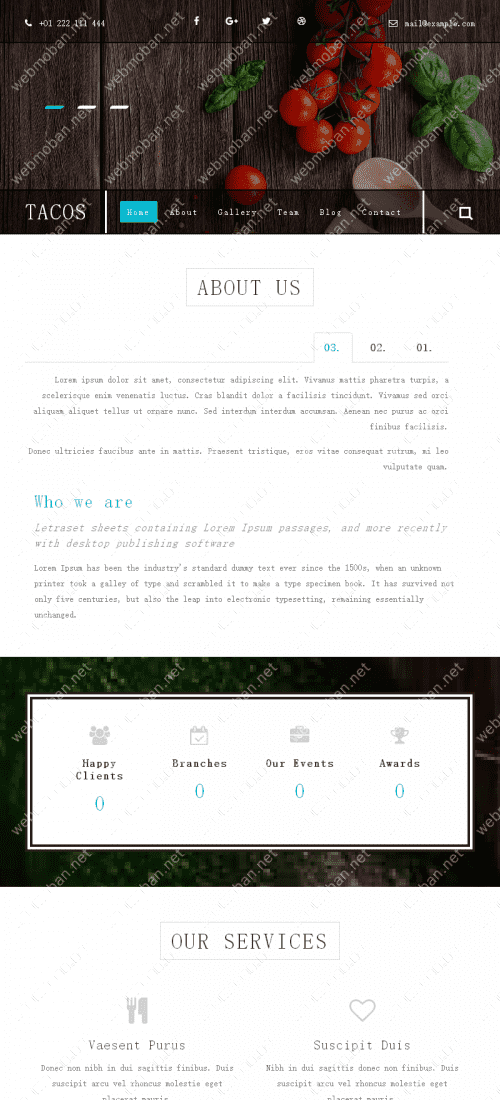 +01 222 111 444
mail@example.com
TACOS
Home About Gallery Team Blog Contact
ABOUT US
03. 02. 01.
Lorem ipsum dolor sit amet, consectetur adipiscing elit. Vivamus mattis pharetra turpis, a
scelerisque enim venenatis luctus. Cras blandit dolor a facilisis tincidunt. Vivamus sed orci
aliquam aliquet tellus ut ornare nunc. Sed interdum interdum accumsan. Aenean nec purus ac orci
finibus facilisis.
Donec ultricies faucibus ante in mattis. Praesent tristique, eros vitae consequat rutrum, mi leo
vulputate quam.
Who we are
Letraset sheets containing Lorem Ipsum passages, and more recently
with desktop publishing software
Lorem Ipsum has been the industry's standard dummy text ever since the 1500s, when an unknown
printer took a galley of type and scrambled it to make a type specimen book. It has survived not
only five centuries, but also the leap into electronic typesetting, remaining essentially
unchanged.
Happy
Clients
0
Branches
0
Our Events
0
Awards
0
OUR SERVICES
Vaesent Purus
Donec non nibh in dui sagittis finibus. Duis
suscipit arcu vel rhoncus molestie eget
placerat mauris
Suscipit Duis
Nibh in dui sagittis donec non finibus. Duis
suscipit arcu vel rhoncus molestie eget
placerat mauris
webmoban.net